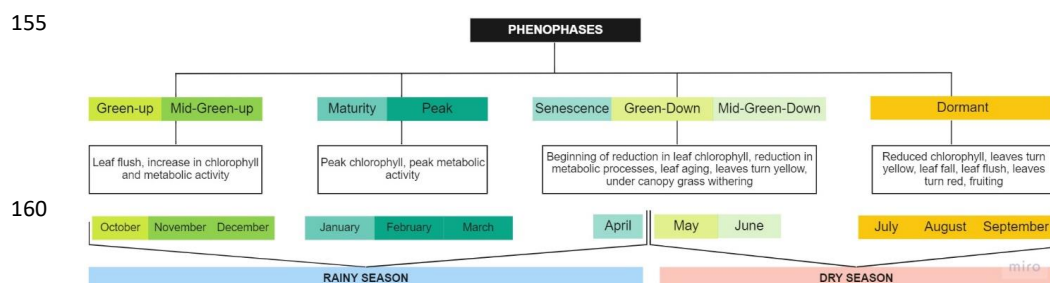 155
PHENOPHASES
Green-up Mid-Green-up Maturity Peak Senescence Green-Down Mid-Green-Down Dormant
Leaf flush, increase in chlorophyll
and metabolic activity
Peak chlorophyll, peak metabolic
activity
Beginning of reduction in leaf chlorophyll, reduction in
metabolic processes, leaf aging, leaves turn yellow,
under canopy grass withering
Reduced chlorophyll, leaves turn
yellow, leaf fall, leaf flush, leaves
turn red, fruiting
160
October November December January February March April May June July August September
RAINY SEASON DRY SEASON
miro